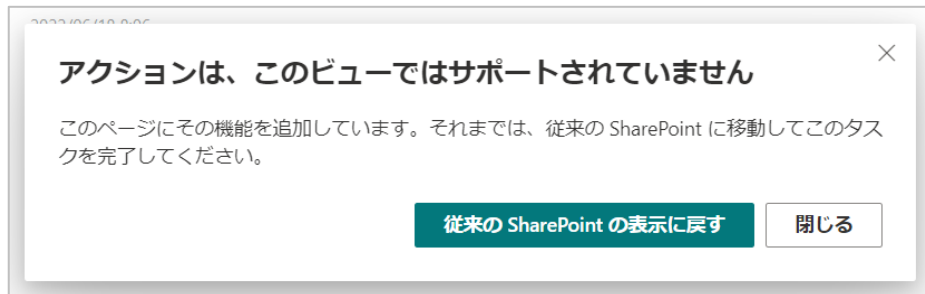 アクションは、このビューではサポートされていません
このページにその機能を追加しています。それまでは、従来の SharePoint に移動してこのタス
クを完了してください。
従来の SharePoint の表示に戻す
閉じる